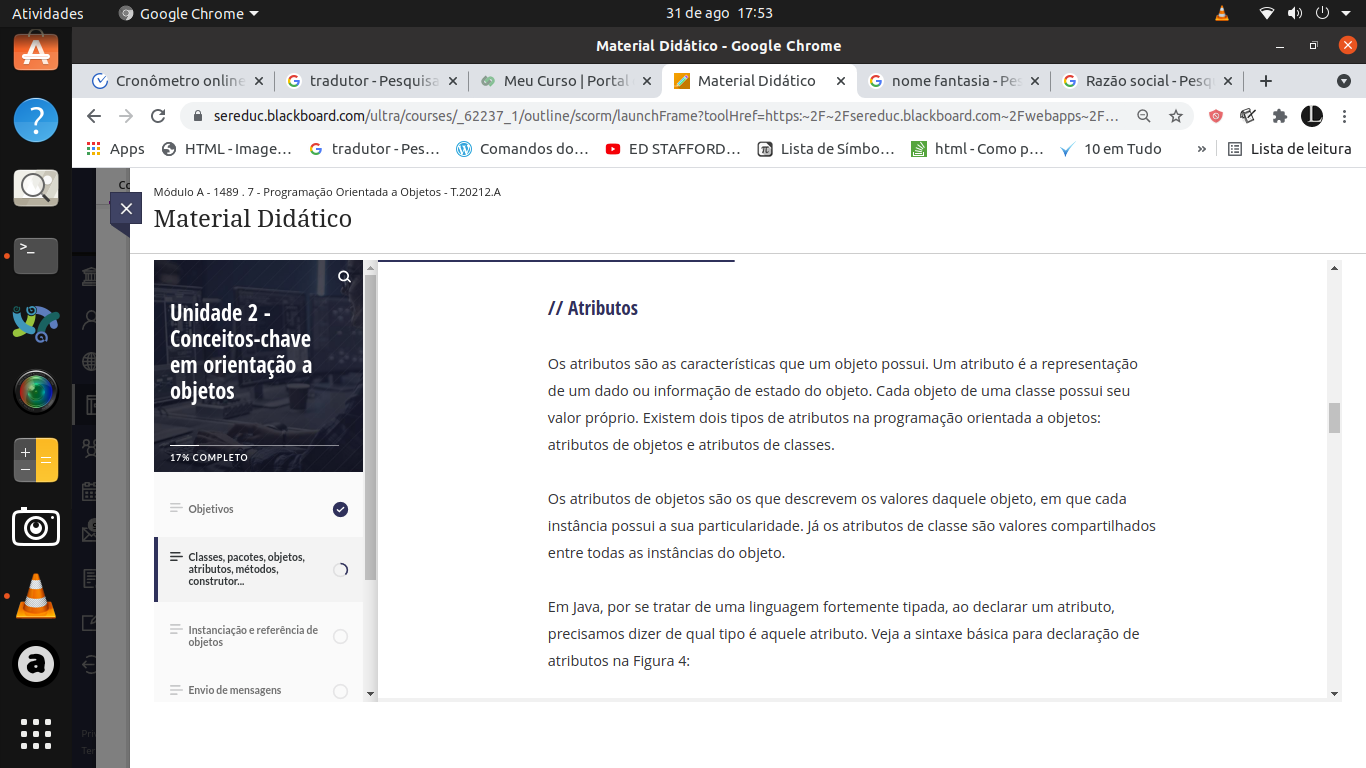 Atividades
Google Chrome
31 de ago 17:53
Material Didático - Google Chrome
Cronômetro online
tradutor - Pesquisa
Meu Curso | Portal
Material Didático
nome fantasia - Pes
Razão social - Pesq
sereduc.blackboard.com/ultra/courses/_62237_1/outline/scorm/launchFrame?toolHref=https:~2F~2Fsereduc.blackboard.com~2Fwebapps~2F…
Apps
HTML - Image…
tradutor - Pes…
Comandos do…
ED STAFFORD…
Lista de Símbo…
html - Como p…
10 em Tudo
»
Lista de leitura
Co
Módulo A - 1489 . 7 - Programação Orientada a Objetos - T.20212.A
Material Didático
Unidade 2 -
Conceitos-chave
em orientação a
objetos
17% COMPLETO
Objetivos
Classes, pacotes, objetos,
atributos, métodos,
construtor...
Instanciação e referência de
objetos
Envio de mensagens
// Atributos
Os atributos são as características que um objeto possui. Um atributo é a representação
de um dado ou informação de estado do objeto. Cada objeto de uma classe possui seu
valor próprio. Existem dois tipos de atributos na programação orientada a objetos:
atributos de objetos e atributos de classes.
Os atributos de objetos são os que descrevem os valores daquele objeto, em que cada
instância possui a sua particularidade. Já os atributos de classe são valores compartilhados
entre todas as instâncias do objeto.
Em Java, por se tratar de uma linguagem fortemente tipada, ao declarar um atributo,
precisamos dizer de qual tipo é aquele atributo. Veja a sintaxe básica para declaração de
atributos na Figura 4:
Priv
Ter